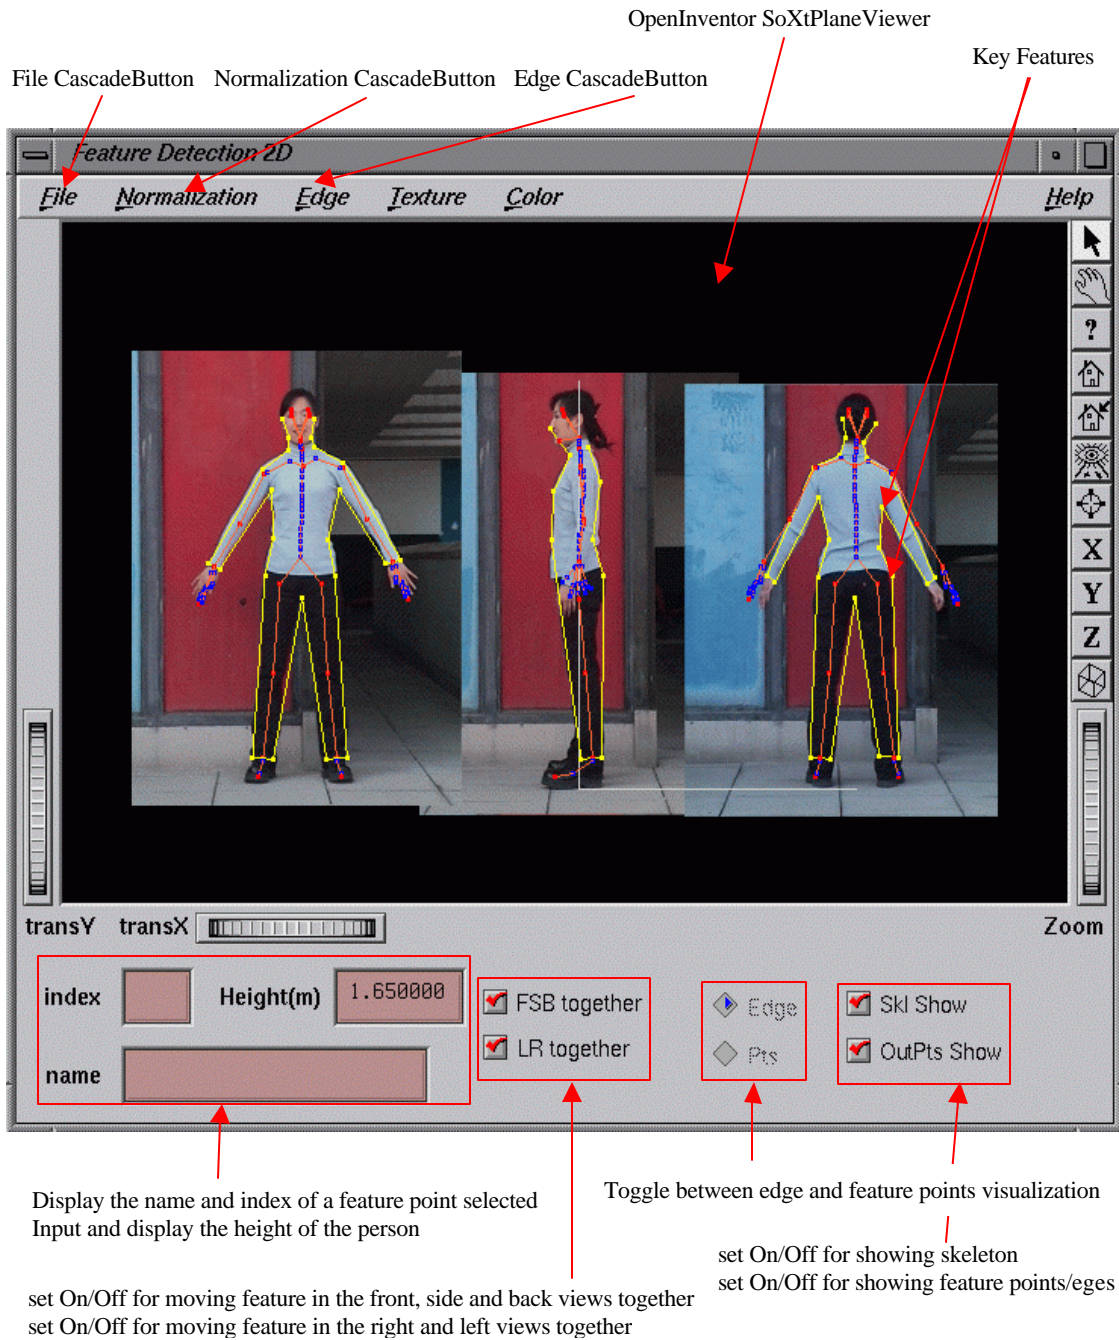 OpenInventor SoXtPlaneViewer
Key Features
File CascadeButton Normalization CascadeButton Edge CascadeButton
Feature Detection 2D
File Normalization Edge Texture Color Help
?
X
Y
Z
transY transX Zoom
index Height(m) 1.650000
name
FSB together
LR together
Edge
Pts
Skl Show
OutPts Show
Display the name and index of a feature point selected
Input and display the height of the person
Toggle between edge and feature points visualization
set On/Off for showing skeleton
set On/Off for showing feature points/eges
set On/Off for moving feature in the front, side and back views together
set On/Off for moving feature in the right and left views together